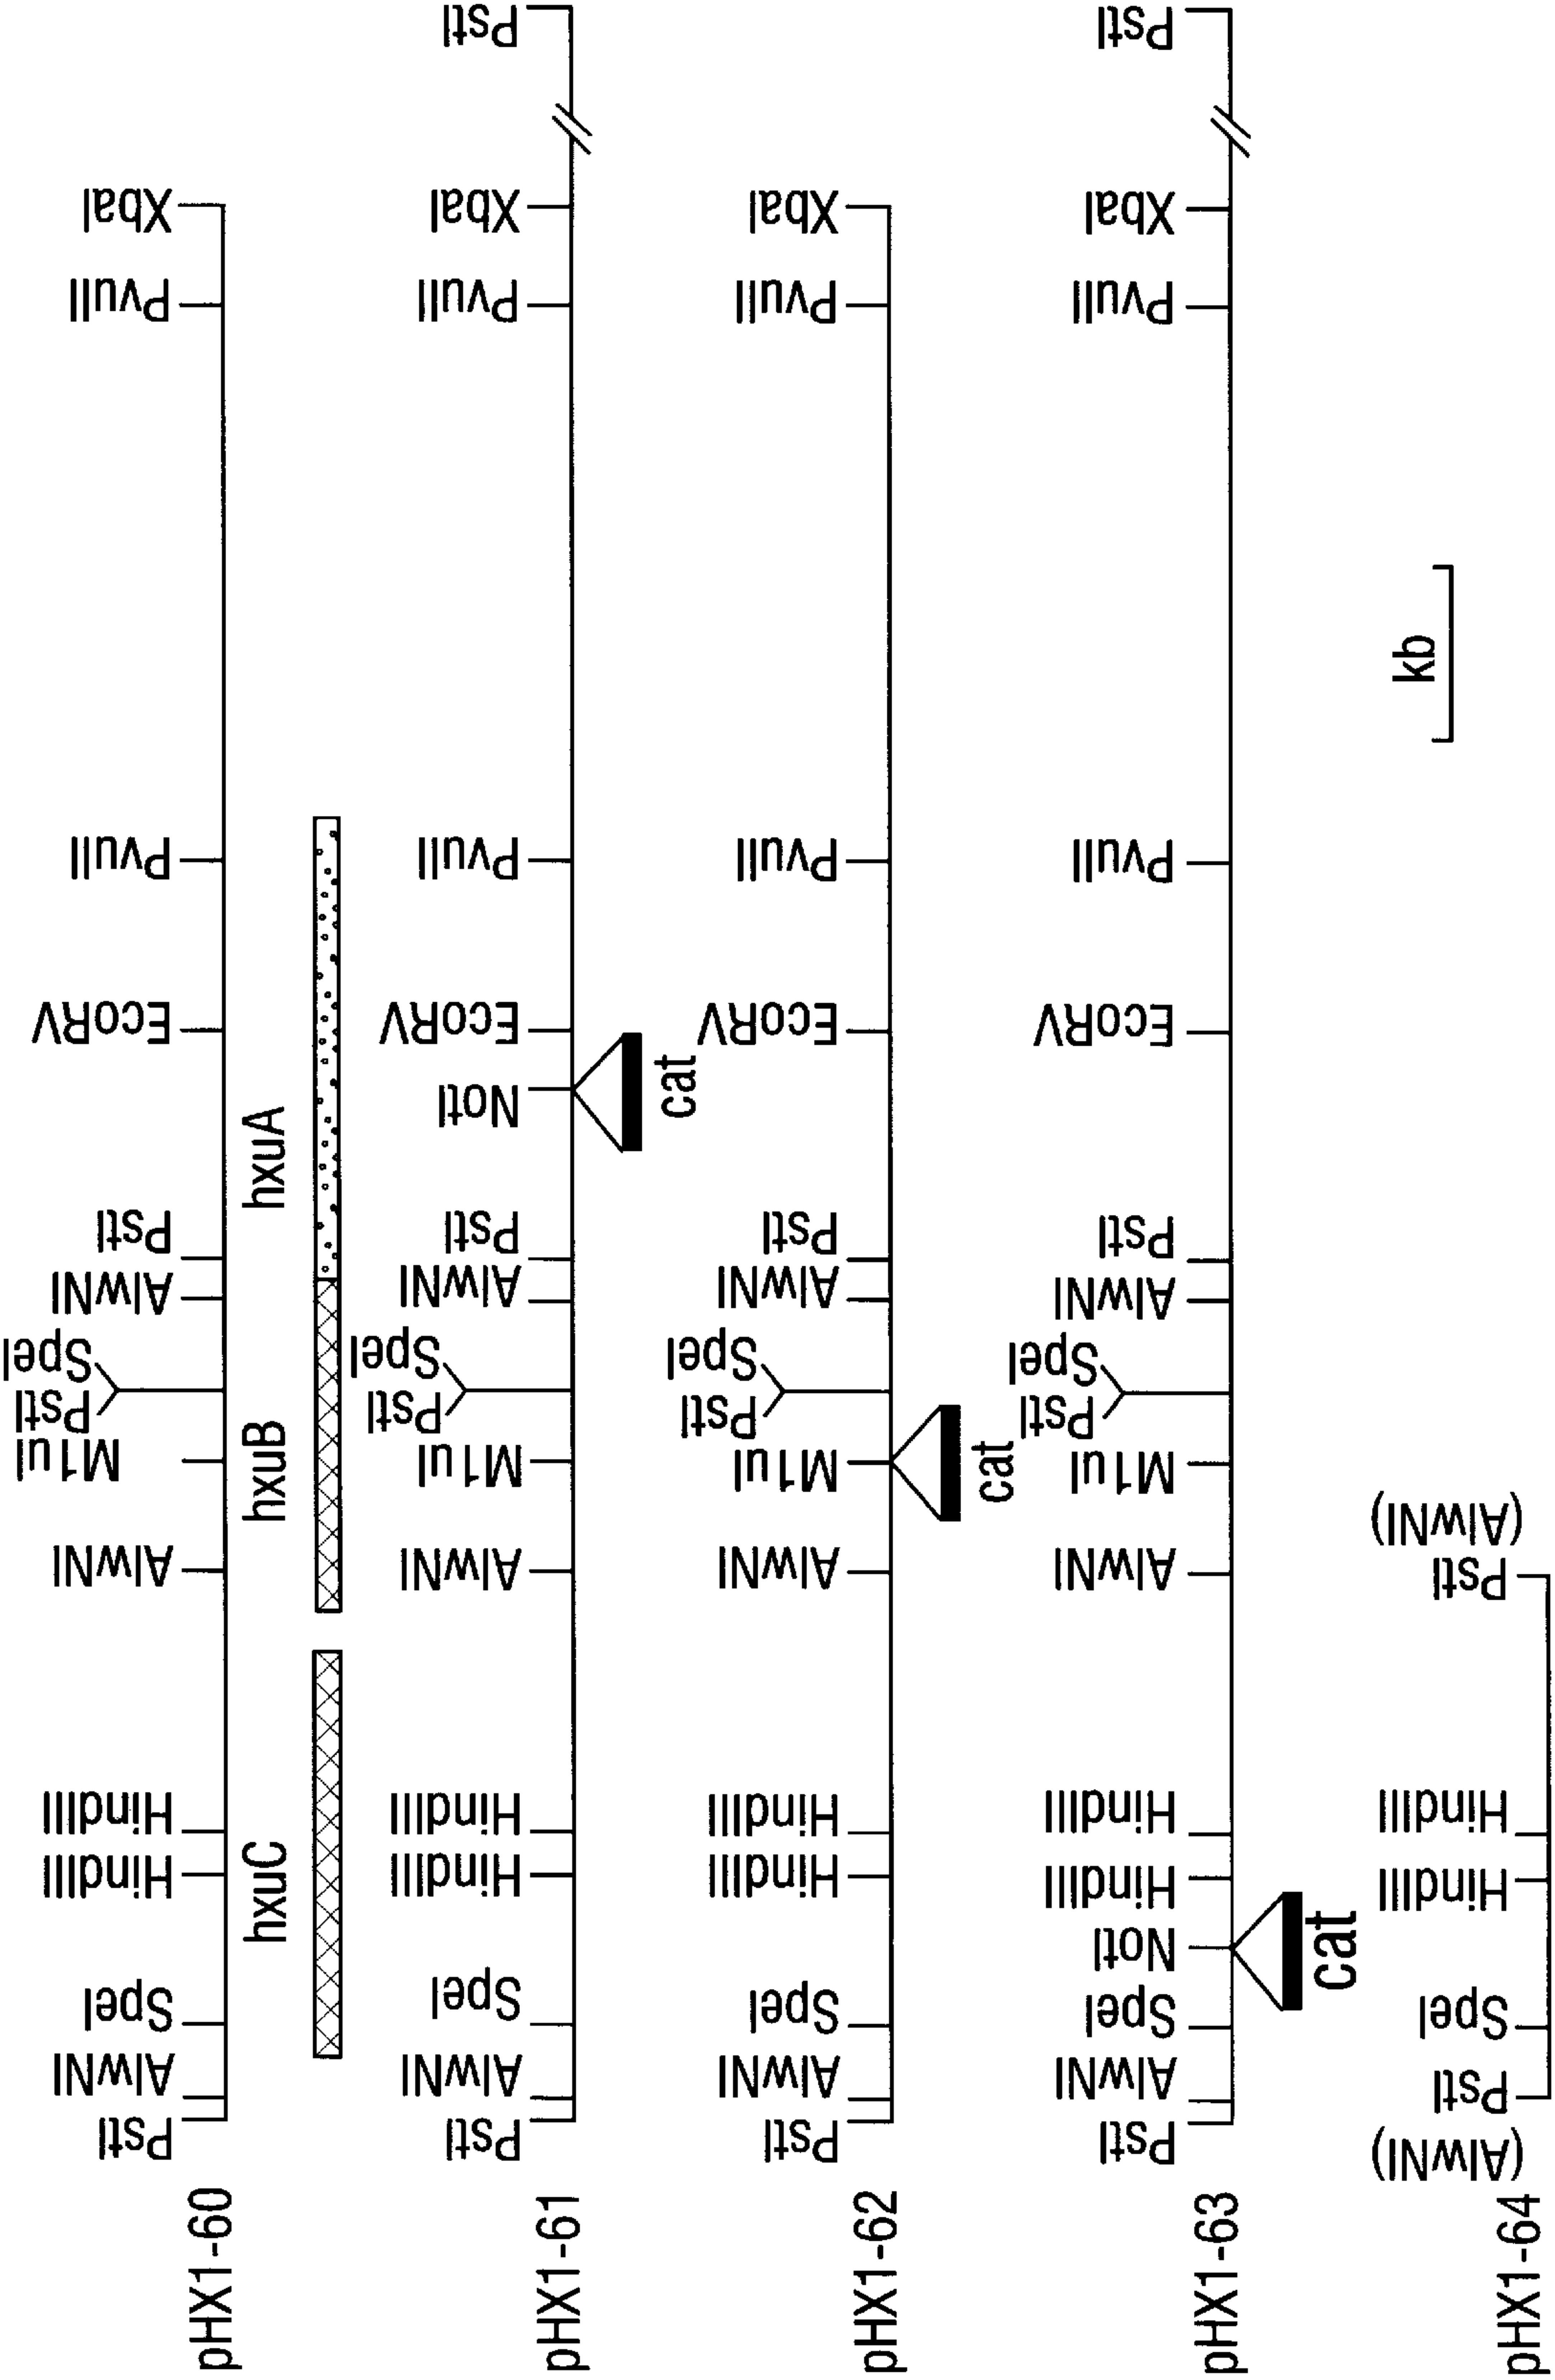 pHX1-60
PstI
AlwNI
SpeI
HindIII
HindIII
AlwNI
M1uI
PstI
SpeI
AlwNI
PstI
EcoRV
PvuII
PvuII
XbaI
hxuC
hxuB
hxuA
pHX1-61
PstI
AlwNI
SpeI
HindIII
HindIII
AlwNI
M1uI
PstI
SpeI
AlwNI
PstI
NotI
EcoRV
PvuII
PvuII
XbaI
PstI
cat
pHX1-62
PstI
AlwNI
SpeI
HindIII
HindIII
AlwNI
M1uI
PstI
SpeI
AlwNI
PstI
EcoRV
PvuII
PvuII
XbaI
cat
pHX1-63
PstI
AlwNI
SpeI
NotI
HindIII
HindIII
AlwNI
M1uI
PstI
SpeI
AlwNI
PstI
EcoRV
PvuII
PvuII
XbaI
PstI
cat
pHX1-64
(AlwNI)
PstI
SpeI
HindIII
HindIII
PstI
(AlwNI)
kb